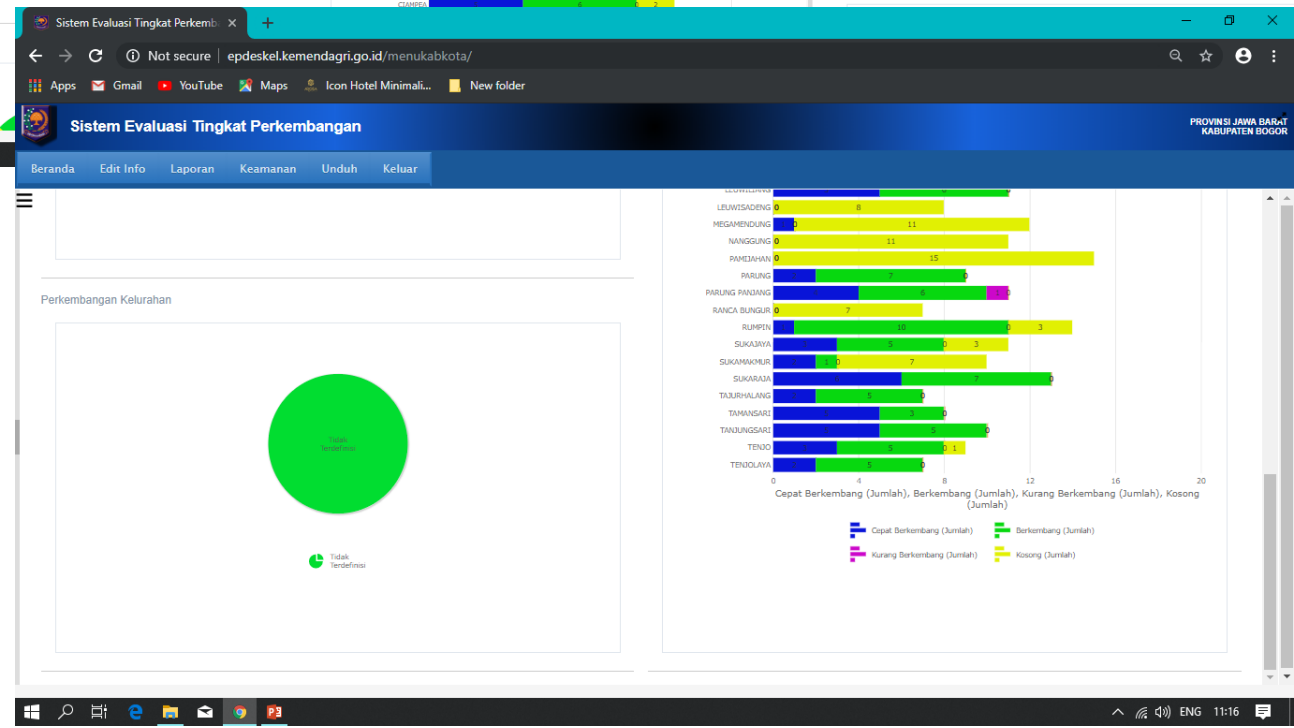 CIAMPEA
6
0
2
Sistem Evaluasi Tingkat Perkemb
Not secure | epdeskel.kemendagri.go.id/menukabkota/
Apps Gmail YouTube Maps Icon Hotel Minimali... New folder
Sistem Evaluasi Tingkat Perkembangan
PROVINSI JAWA BARAT
KABUPATEN BOGOR
Beranda Edit Info Laporan Keamanan Unduh Keluar
LEUWISADENG 0 8
MEGAMENDUNG 0 11
NANGGUNG 0 11
PAMIJAHAN 0 15
PARUNG 7 0
Perkembangan Kelurahan
PARUNG PANJANG 6 1 0
RANCA BUNGUR 0 7
RUMPIN 10 0 3
SUKAJAYA 5 0 3
SUKAMAKMUR 1 0 7
SUKARAJA 7 0
TAJURHALANG 5 0
TAMANSARI 3 0
TANJUNGSARI 5 0
TENJO 5 0 1
TENJOLAYA 5 0
0 4 8 12 16 20
Cepat Berkembang (Jumlah), Berkembang (Jumlah), Kurang Berkembang (Jumlah), Kosong
(Jumlah)
Cepat Berkembang (Jumlah) Berkembang (Jumlah)
Kurang Berkembang (Jumlah) Kosong (Jumlah)
Tidak
Terdefinisi
Tidak
Terdefinisi
ENG 11:16